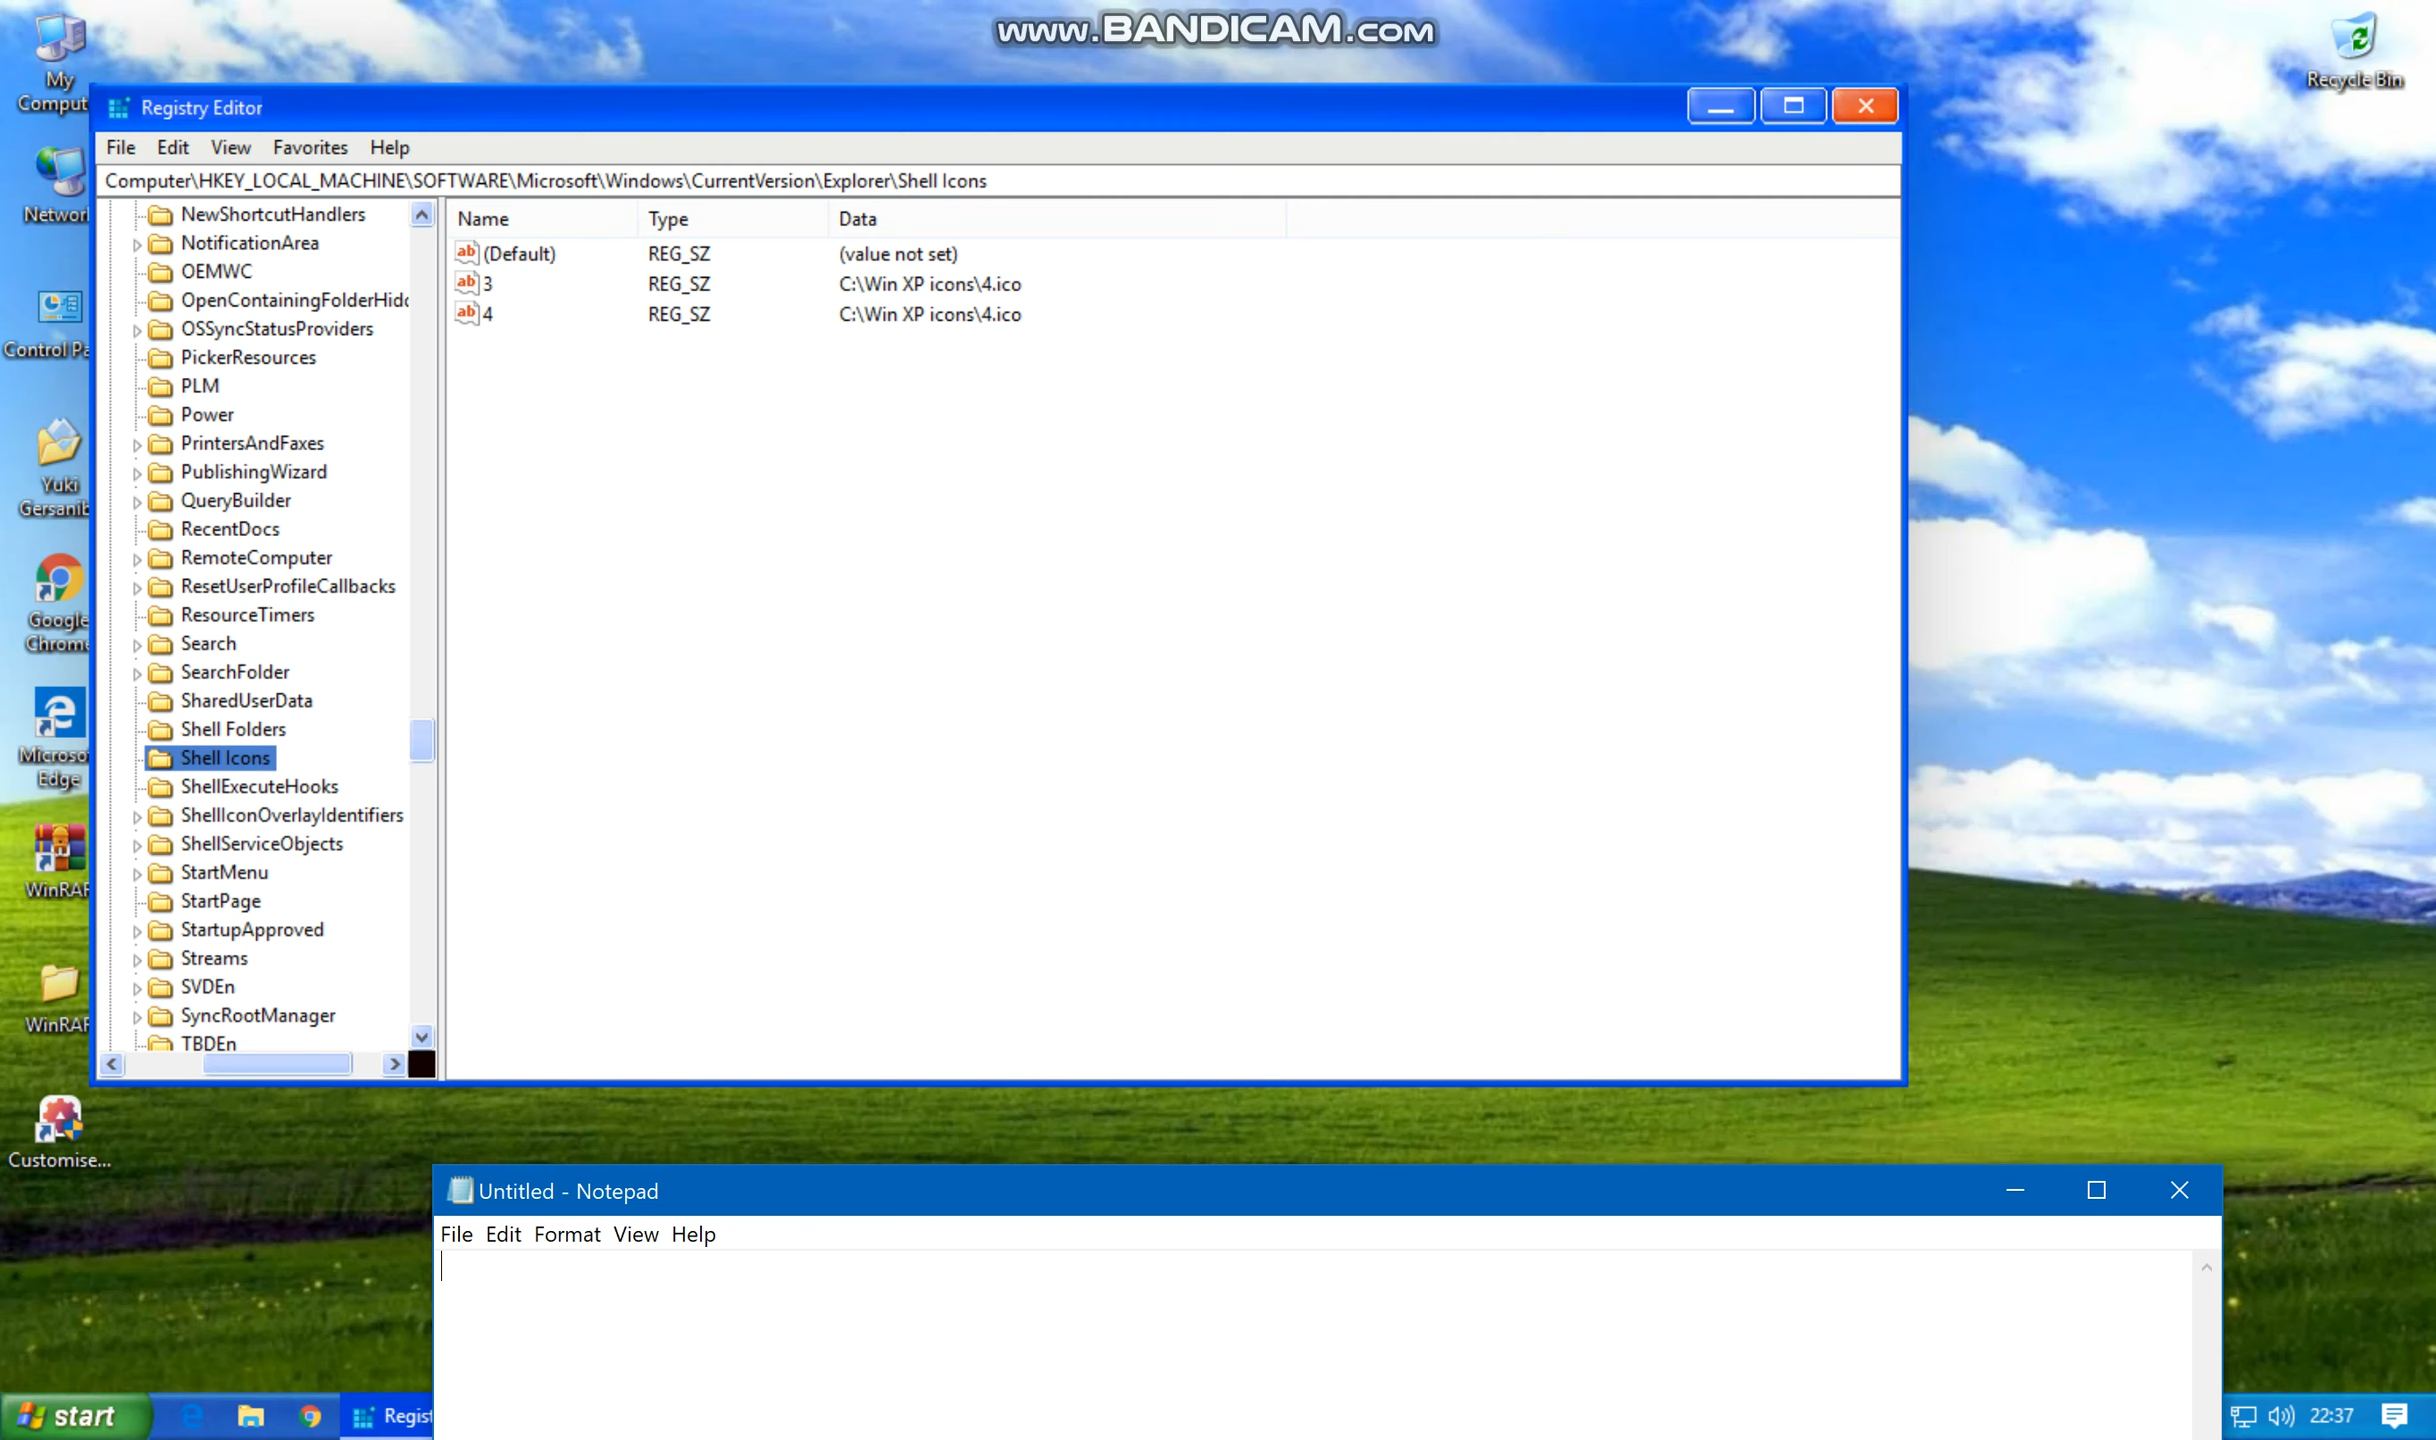 www.BANDICAM.com
My
Comput
Networ
Control Pa
Yuki
Gersanib
Google
Chrome
Microso
Edge
WinRAR
WinRAR
Customise...
Recycle Bin
Registry Editor
File Edit View Favorites Help
Computer\HKEY_LOCAL_MACHINE\SOFTWARE\Microsoft\Windows\CurrentVersion\Explorer\Shell Icons
NewShortcutHandlers
NotificationArea
OEMWC
OpenContainingFolderHidd
OSSyncStatusProviders
PickerResources
PLM
Power
PrintersAndFaxes
PublishingWizard
QueryBuilder
RecentDocs
RemoteComputer
ResetUserProfileCallbacks
ResourceTimers
Search
SearchFolder
SharedUserData
Shell Folders
Shell Icons
ShellExecuteHooks
ShellIconOverlayIdentifiers
ShellServiceObjects
StartMenu
StartPage
StartupApproved
Streams
SVDEn
SyncRootManager
TBDEn
Name Type Data
(Default) REG_SZ (value not set)
3 REG_SZ C:\Win XP icons\4.ico
4 REG_SZ C:\Win XP icons\4.ico
Untitled - Notepad
File Edit Format View Help
start
Regist
22:37